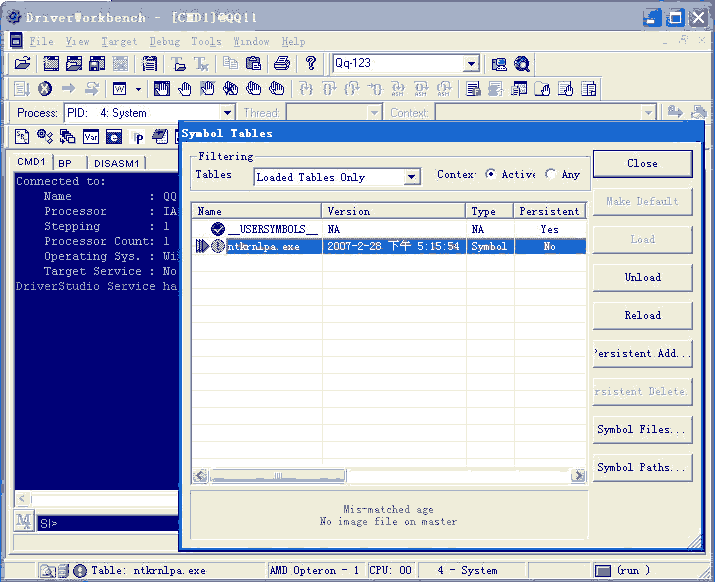 DriverWorkbench - [CMD1]@QQ11
File View Target Debug Tools Window Help
Qq-123
Process: PID: 4: System Thread: Context:
CMD1 BP DISASM1
Connected to:
Name : QQ
Processor : IA
Stepping : 1
Processor Count: 1
Operating Sys. : Wi
Target Service : No
DriverStudio Service ha
SI>
Symbol Tables
Filtering
Tables Loaded Tables Only Contex Active Any
Name Version Type Persistent
__USERSYMBOLS__ NA NA Yes
ntkrnlpa.exe 2007-2-28 下午 5:15:54 Symbol No
Mis-matched age
No image file on master
Close
Make Default
Load
Unload
Reload
Persistent Add..
rsistent Delete.
Symbol Files...
Symbol Paths...
Table: ntkrnlpa.exe AMD Opteron - 1 CPU: 00 4 - System (run )